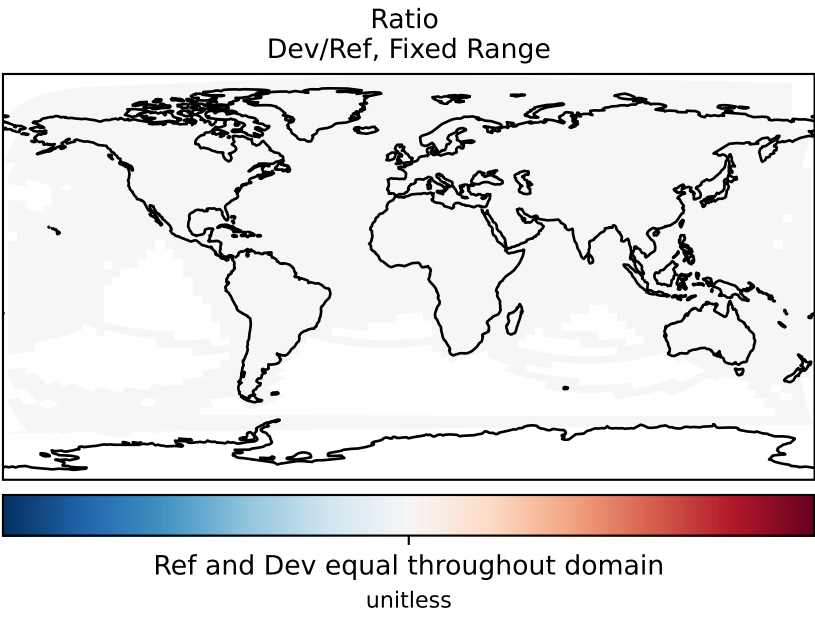 Ratio
Dev/Ref, Fixed Range
Ref and Dev equal throughout domain
unitless